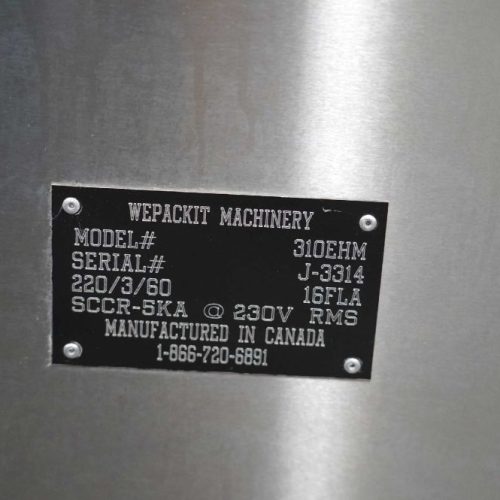 WEPACKIT MACHINERY
MODEL# 310EHM
SERIAL# J-3314
220/3/60 16FLA
SCCR-5KA @ 230V RMS
MANUFACTURED IN CANADA
1-866-720-6891